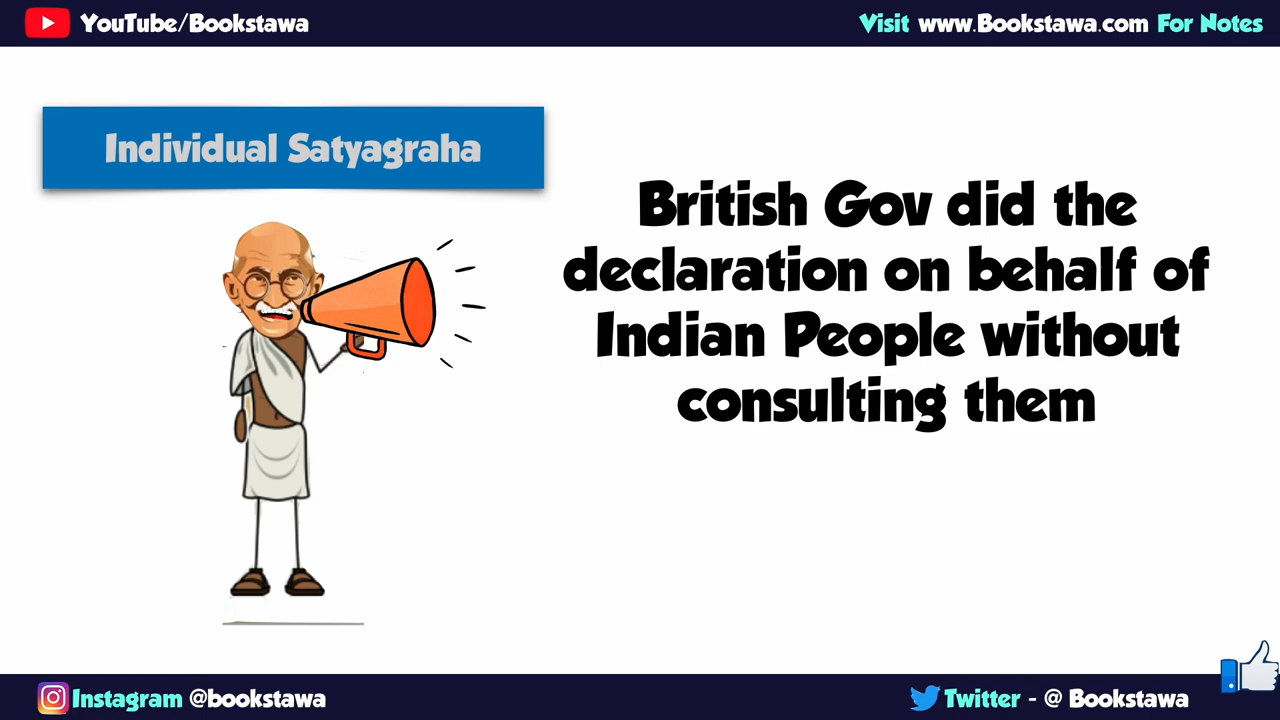 YouTube/Bookstawa
Visit www.Bookstawa.com For Notes
Individual Satyagraha
British Gov did the
declaration on behalf of
Indian People without
consulting them
Instagram @bookstawa
Twitter - @ Bookstawa